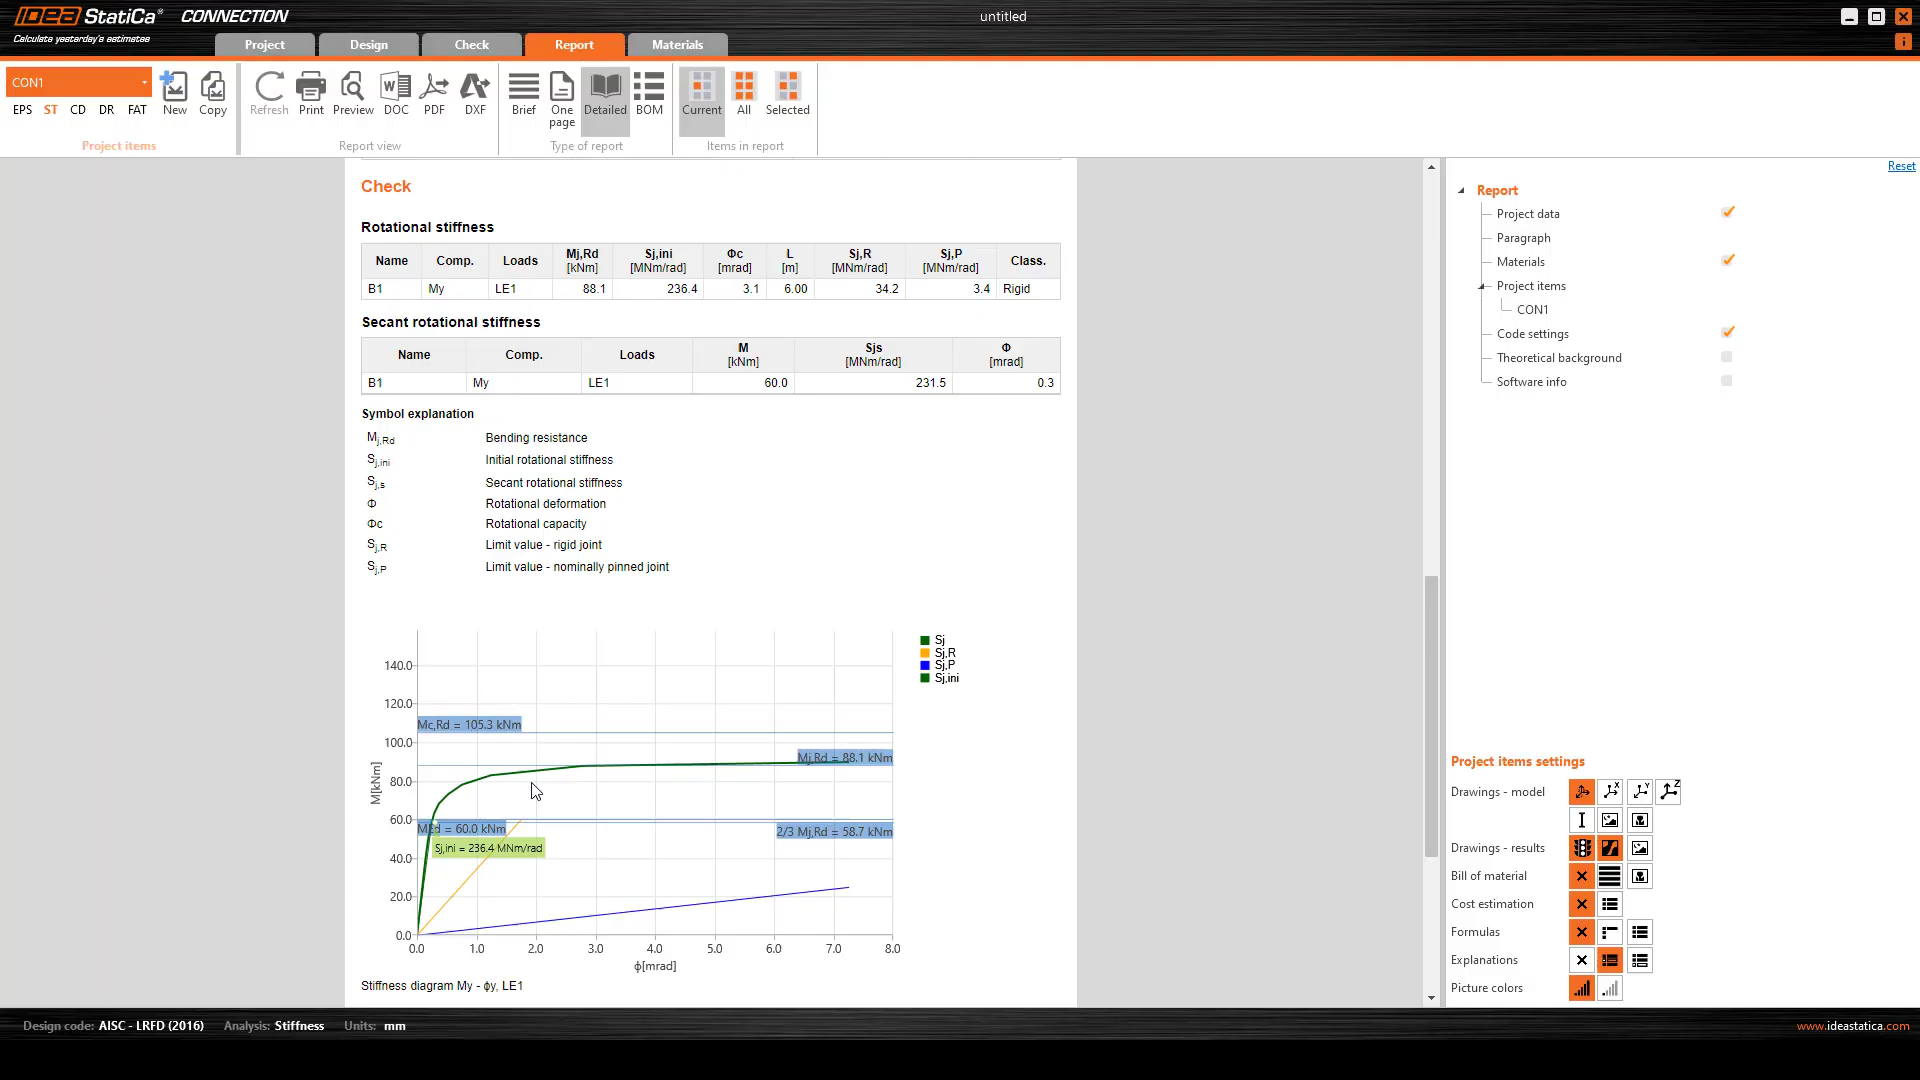 IDEA StatiCa® CONNECTION
Calculate yesterday's estimates
untitled
Project Design Check Report Materials
CON1
EPS ST CD DR FAT
New Copy
Project items
Refresh Print Preview DOC PDF DXF
Report view
Brief One page Detailed BOM
Type of report
Current All Selected
Items in report
Reset
Check
Rotational stiffness
Name Comp. Loads Mj,Rd [kNm] Sj,ini [MNm/rad] Φc [mrad] L [m] Sj,R [MNm/rad] Sj,P [MNm/rad] Class.
B1 My LE1 88.1 236.4 3.1 6.00 34.2 3.4 Rigid
Secant rotational stiffness
Name Comp. Loads M [kNm] Sjs [MNm/rad] Φ [mrad]
B1 My LE1 60.0 231.5 0.3
Symbol explanation
Mj,Rd Bending resistance
Sj,ini Initial rotational stiffness
Sj,s Secant rotational stiffness
Φ Rotational deformation
Φc Rotational capacity
Sj,R Limit value - rigid joint
Sj,P Limit value - nominally pinned joint
Sj
Sj,R
Sj,P
Sj,ini
140.0
120.0
100.0
80.0
60.0
40.0
20.0
0.0
M[kNm]
Mc,Rd = 105.3 kNm
Mj,Rd = 88.1 kNm
MEd = 60.0 kNm
2/3 Mj,Rd = 58.7 kNm
Sj,ini = 236.4 MNm/rad
0.0 1.0 2.0 3.0 4.0 5.0 6.0 7.0 8.0
ϕ[mrad]
Stiffness diagram My - ϕy, LE1
Report
Project data
Paragraph
Materials
Project items
CON1
Code settings
Theoretical background
Software info
Project items settings
Drawings - model
X Y Z
Drawings - results
Bill of material
Cost estimation
Formulas
Explanations
Picture colors
Design code: AISC - LRFD (2016) Analysis: Stiffness Units: mm
www.ideastatica.com